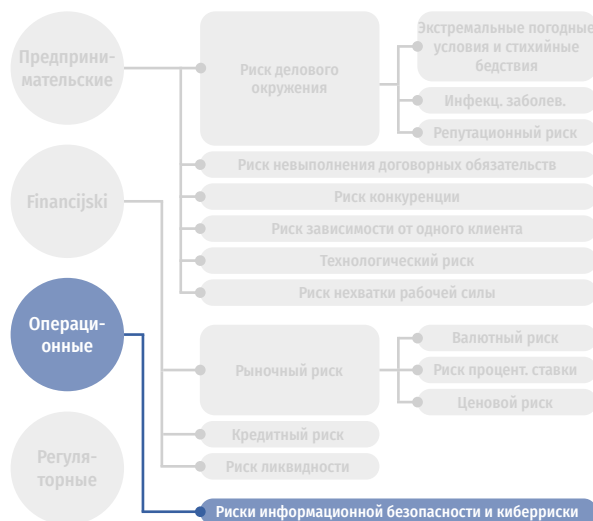 Предприни-
мательские
Риск делового
окружения
Экстремальные погодные
условия и стихийные
бедствия
Инфекц. заболев.
Репутационный риск
Риск невыполнения договорных обязательств
Риск конкуренции
Риск зависимости от одного клиента
Технологический риск
Риск нехватки рабочей силы
Financijski
Рыночный риск
Валютный риск
Риск процент. ставки
Ценовой риск
Кредитный риск
Риск ликвидности
Операци-
онные
Риски информационной безопасности и киберриски
Регуля-
торные